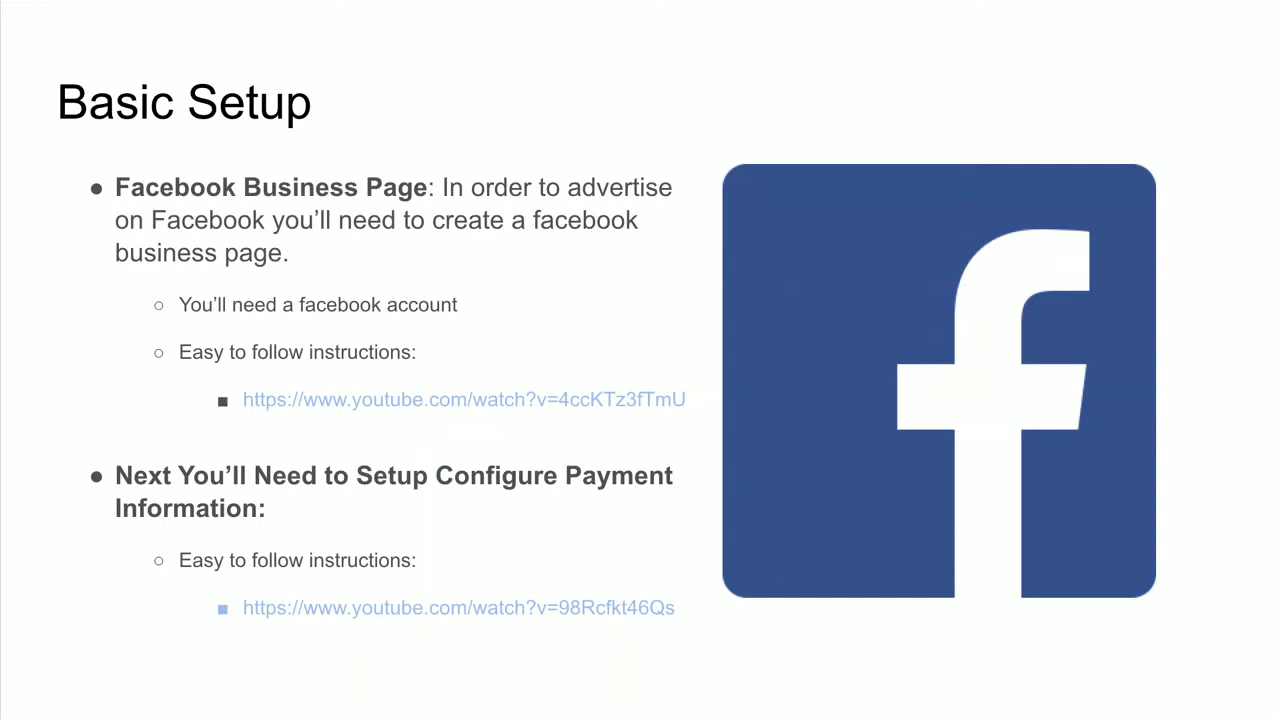 Basic Setup
● Facebook Business Page: In order to advertise
on Facebook you’ll need to create a facebook
business page.
○ You’ll need a facebook account
○ Easy to follow instructions:
■ https://www.youtube.com/watch?v=4ccKTz3fTmU
● Next You’ll Need to Setup Configure Payment
Information:
○ Easy to follow instructions:
■ https://www.youtube.com/watch?v=98Rcfkt46Qs
f